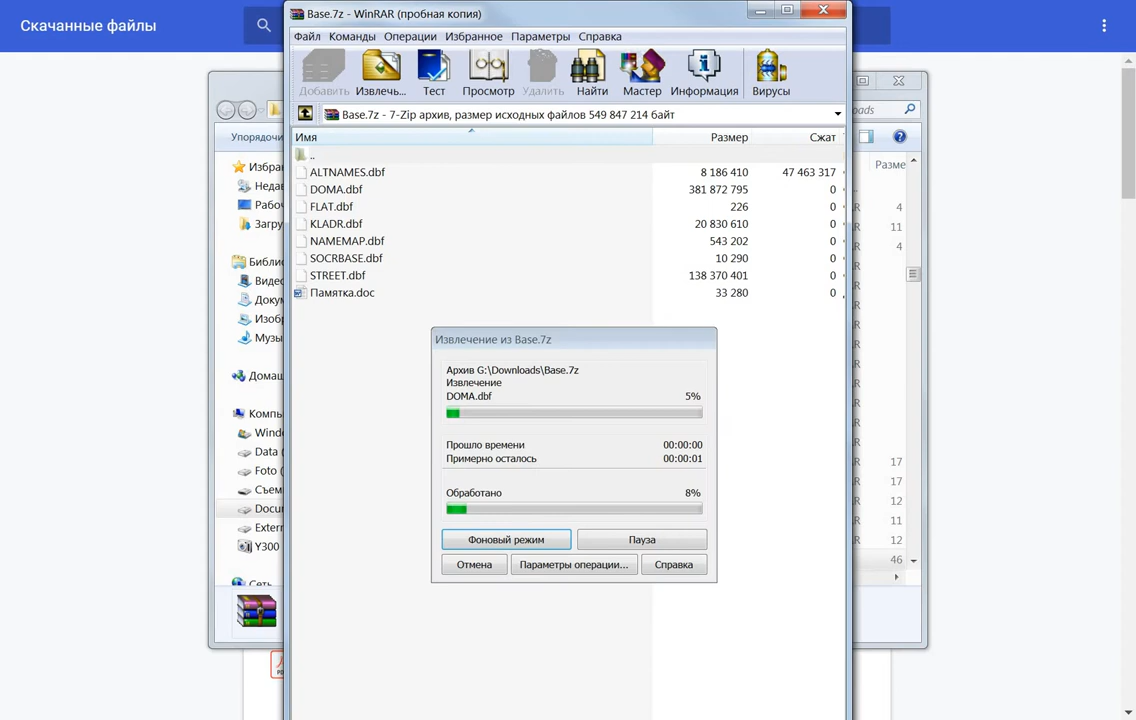 Скачанные файлы
Base.7z - WinRAR (пробная копия)
Файл Команды Операции Избранное Параметры Справка
Добавить Извлечь... Тест Просмотр Удалить Найти Мастер Информация Вирусы
Base.7z - 7-Zip архив, размер исходных файлов 549 847 214 байт
Имя Размер Сжат
..
ALTNAMES.dbf 8 186 410 47 463 317
DOMA.dbf 381 872 795 0
FLAT.dbf 226 0
KLADR.dbf 20 830 610 0
NAMEMAP.dbf 543 202 0
SOCRBASE.dbf 10 290 0
STREET.dbf 138 370 401 0
Памятка.doc 33 280 0
Извлечение из Base.7z
Архив G:\Downloads\Base.7z
Извлечение
DOMA.dbf 5%
Прошло времени 00:00:00
Примерно осталось 00:00:01
Обработано 8%
Фоновый режим Пауза
Отмена Параметры операции... Справка
Упорядочи
Избран
Недав
Рабоч
Загру
Библи
Видес
Докум
Изобр
Музы
Домаш
Компь
Windo
Data (
Foto (
Съем
Docum
Extern
Y300
Сеть
oads
Разме
4
11
4
17
17
12
11
12
46